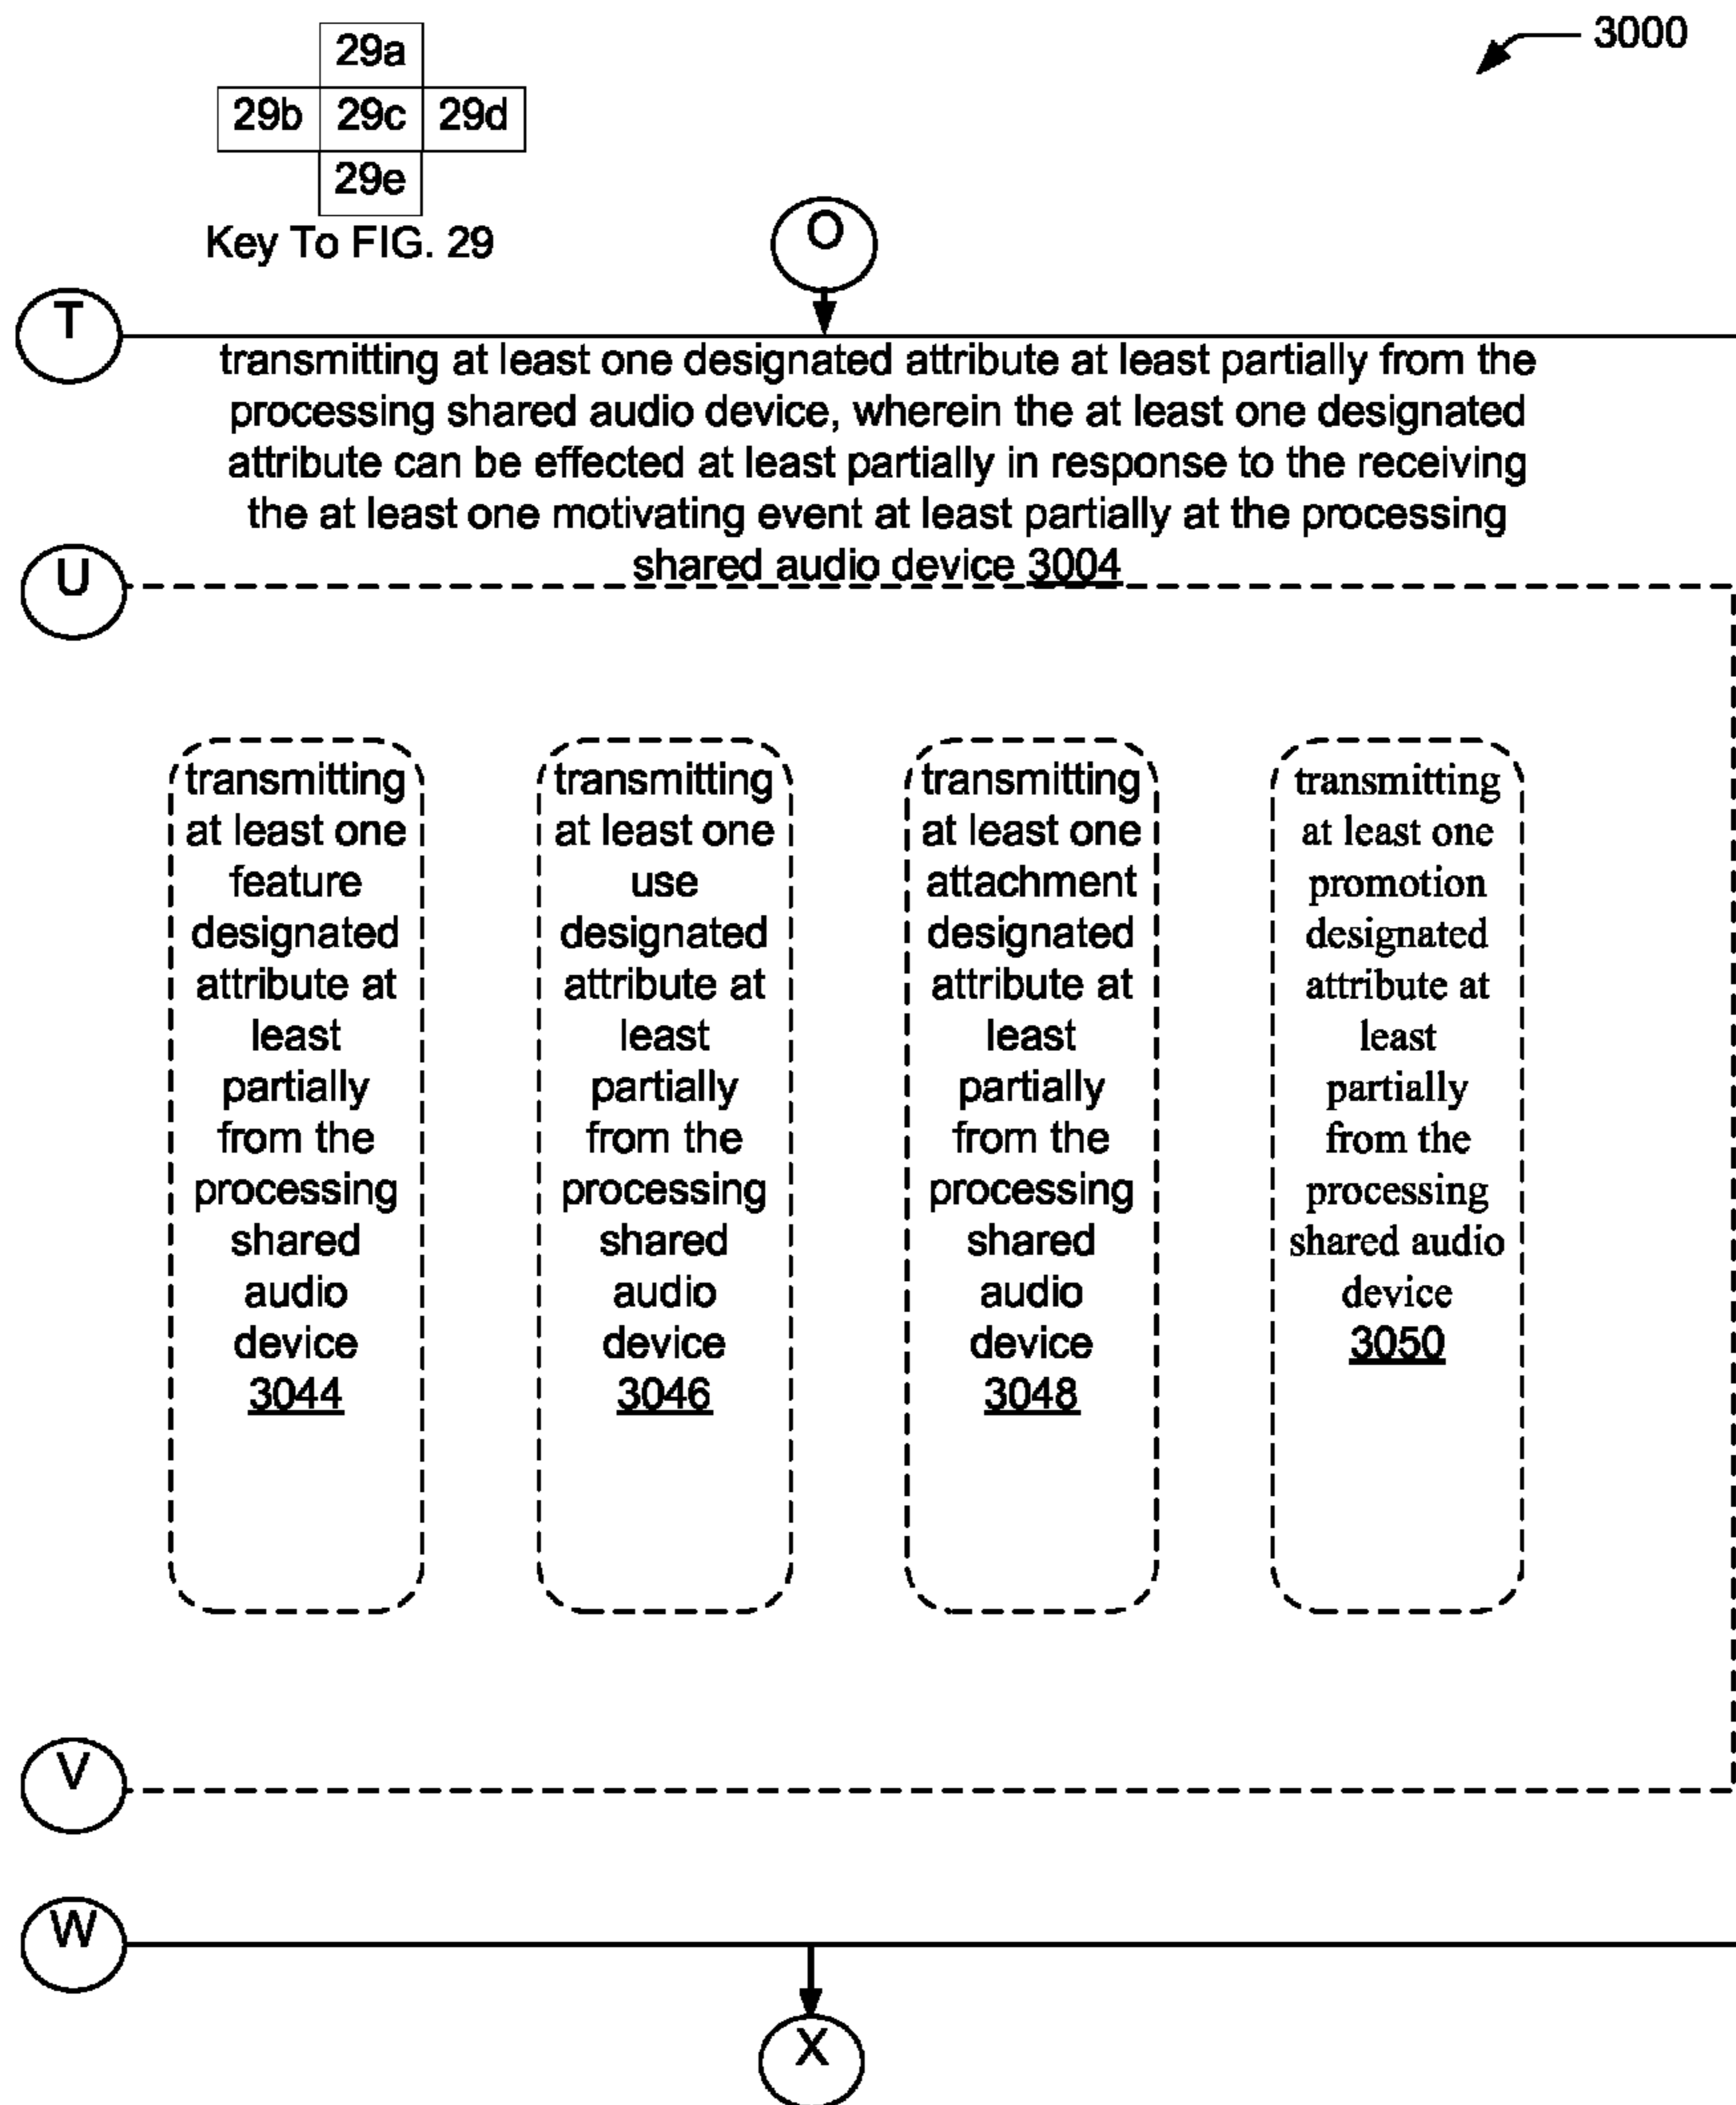 29a
3000
29b 29c 29d
29e
Key To FIG. 29
O
T
transmitting at least one designated attribute at least partially from the
processing shared audio device, wherein the at least one designated
attribute can be effected at least partially in response to the receiving
the at least one motivating event at least partially at the processing
shared audio device 3004
U
transmitting
at least one
feature
designated
attribute at
least
partially
from the
processing
shared
audio
device
3044
transmitting
at least one
use
designated
attribute at
least
partially
from the
processing
shared
audio
device
3046
transmitting
at least one
attachment
designated
attribute at
least
partially
from the
processing
shared
audio
device
3048
transmitting
at least one
promotion
designated
attribute at
least
partially
from the
processing
shared audio
device
3050
V
W
X